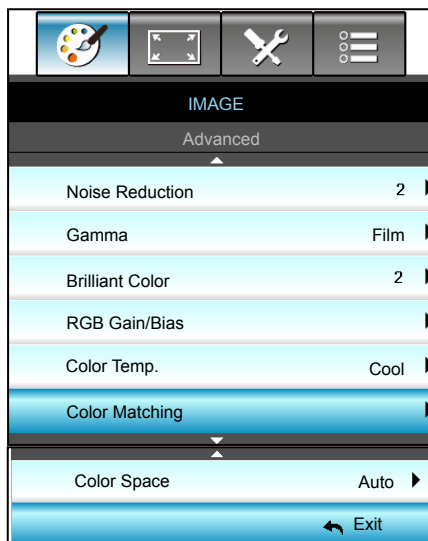 IMAGE
Advanced
Noise Reduction 2
Gamma Film
Brilliant Color 2
RGB Gain/Bias
Color Temp. Cool
Color Matching
Color Space Auto
Exit